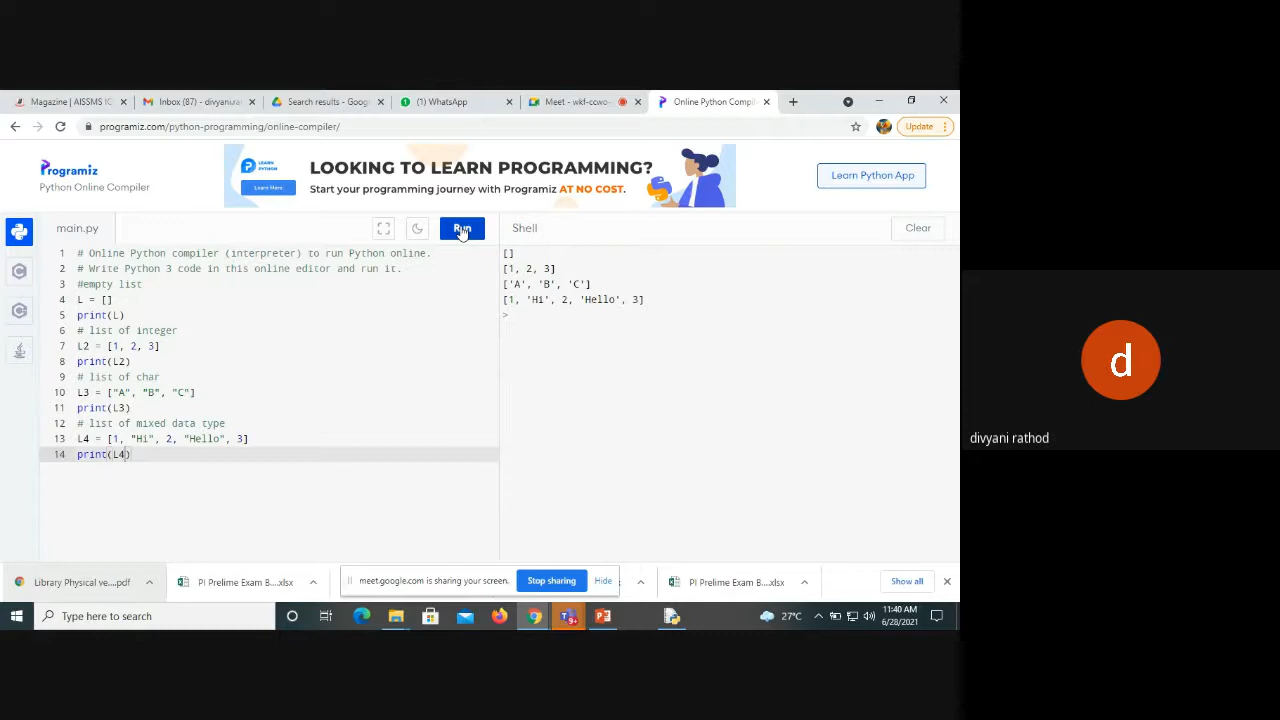 Magazine | AISSMS IC
Inbox (87) - divyani.ra
Search results - Goog
(1) WhatsApp
Meet - wkf-ccwo-
Online Python Compil
programiz.com/python-programming/online-compiler/
Update
Programiz
Python Online Compiler
LEARN PYTHON
Learn More
LOOKING TO LEARN PROGRAMMING?
Start your programming journey with Programiz AT NO COST.
Learn Python App
main.py
Run
Shell
Clear
1 # Online Python compiler (interpreter) to run Python online.
2 # Write Python 3 code in this online editor and run it.
3 #empty list
4 L = []
5 print(L)
6 # list of integer
7 L2 = [1, 2, 3]
8 print(L2)
9 # list of char
10 L3 = ["A", "B", "C"]
11 print(L3)
12 # list of mixed data type
13 L4 = [1, "Hi", 2, "Hello", 3]
14 print(L4)
[]
[1, 2, 3]
['A', 'B', 'C']
[1, 'Hi', 2, 'Hello', 3]
>
d
divyani rathod
Library Physical ve....pdf
PI Prelime Exam B....xlsx
meet.google.com is sharing your screen.
Stop sharing
Hide
PI Prelime Exam B....xlsx
Show all
Type here to search
9+
27°C
11:40 AM
6/28/2021